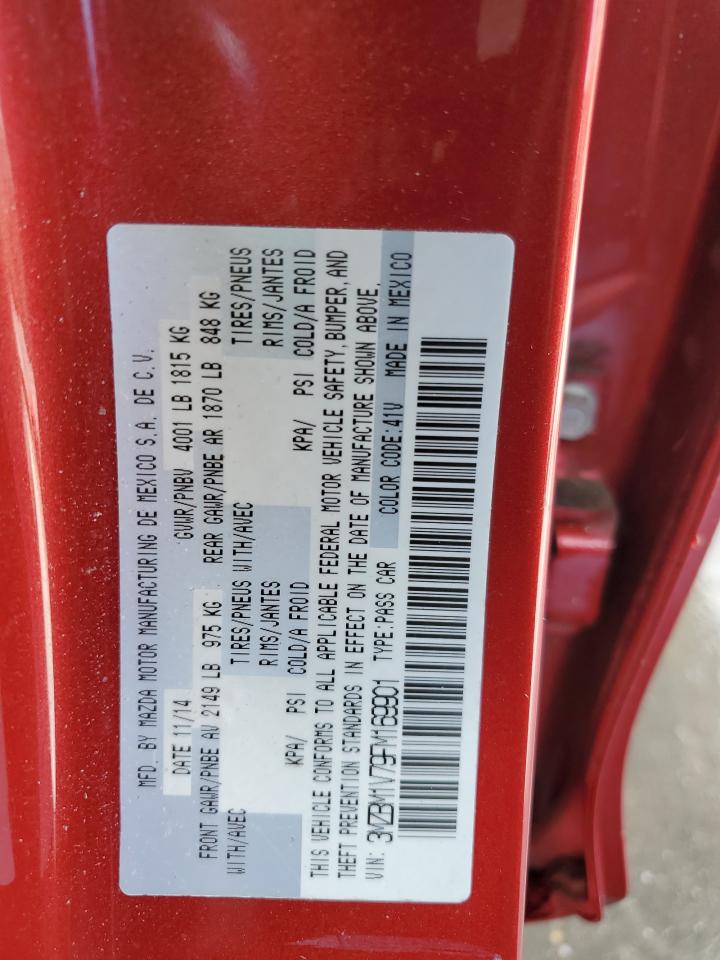 MFD. BY MAZDA MOTOR MANUFACTURING DE MEXICO S.A. DE C.V.
DATE 11/14 GVWR/PNBV 4001 LB 1815 KG
FRONT GAWR/PNBE AV 2149 LB 975 KG REAR GAWR/PNBE AR 1870 LB 848 KG
WITH/AVEC TIRES/PNEUS WITH/AVEC TIRES/PNEUS
RIMS/JANTES RIMS/JANTES
KPA/ PSI COLD/A FROID KPA/ PSI COLD/A FROID
THIS VEHICLE CONFORMS TO ALL APPLICABLE FEDERAL MOTOR VEHICLE SAFETY, BUMPER, AND
THEFT PREVENTION STANDARDS IN EFFECT ON THE DATE OF MANUFACTURE SHOWN ABOVE.
VIN: 3MZBM1V79FM169901 TYPE:PASS CAR COLOR CODE:41V MADE IN MEXICO